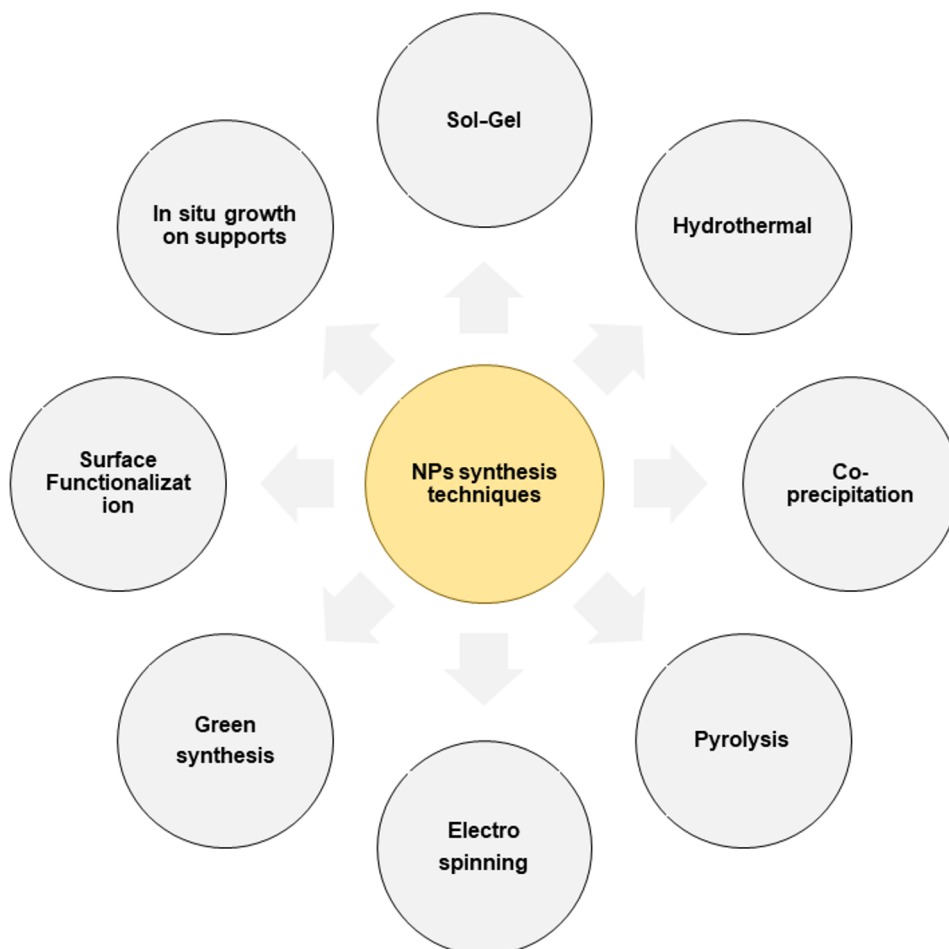 Sol-Gel
Hydrothermal
Co-
precipitation
Pyrolysis
Electro
spinning
Green
synthesis
Surface
Functionalizat
ion
In situ growth
on supports
NPs synthesis
techniques